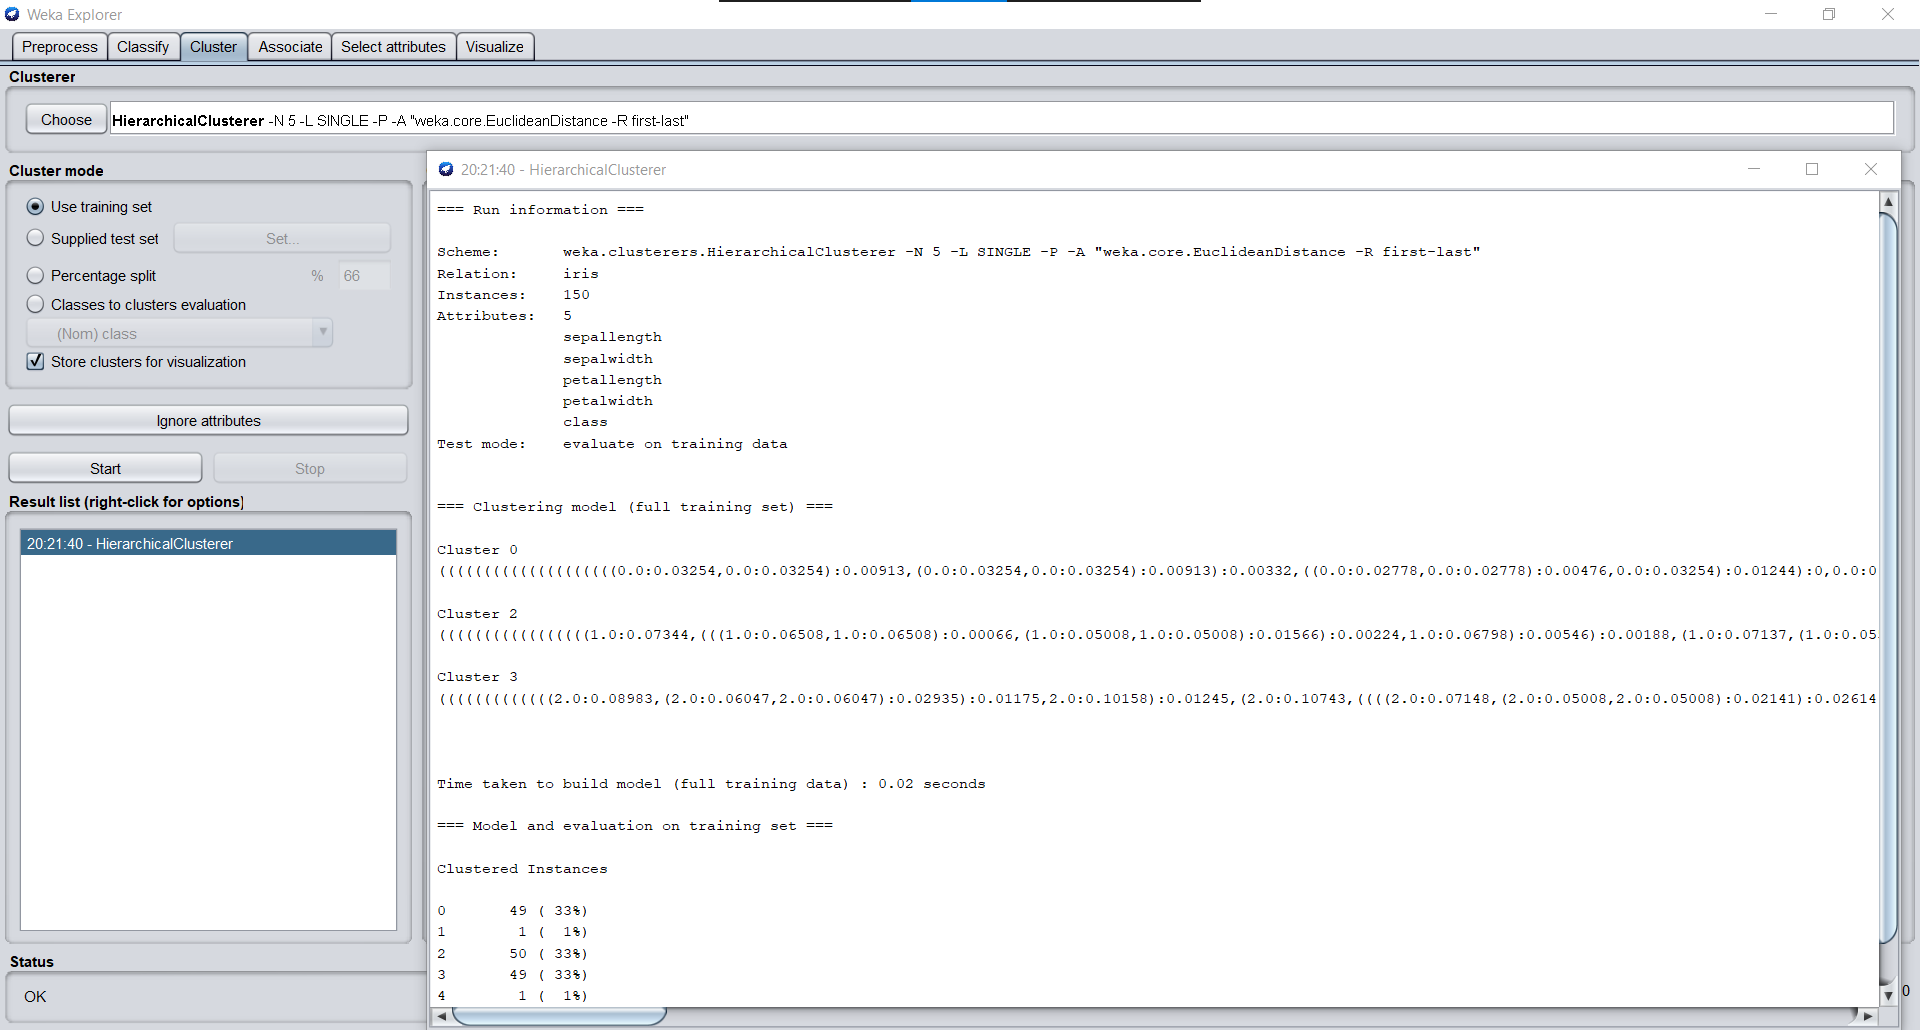 Weka Explorer
Preprocess Classify Cluster Associate Select attributes Visualize
Clusterer
Choose HierarchicalClusterer -N 5 -L SINGLE -P -A "weka.core.EuclideanDistance -R first-last"
Cluster mode
Use training set
Supplied test set Set...
Percentage split % 66
Classes to clusters evaluation
(Nom) class
Store clusters for visualization
Ignore attributes
Start Stop
Result list (right-click for options)
20:21:40 - HierarchicalClusterer
Status
OK
20:21:40 - HierarchicalClusterer
=== Run information ===
Scheme: weka.clusterers.HierarchicalClusterer -N 5 -L SINGLE -P -A "weka.core.EuclideanDistance -R first-last"
Relation: iris
Instances: 150
Attributes: 5
sepallength
sepalwidth
petallength
petalwidth
class
Test mode: evaluate on training data
=== Clustering model (full training set) ===
Cluster 0
((((((((((((((((((((0.0:0.03254,0.0:0.03254):0.00913,(0.0:0.03254,0.0:0.03254):0.00913):0.00332,((0.0:0.02778,0.0:0.02778):0.00476,0.0:0.03254):0.01244):0,0.0:0
Cluster 2
(((((((((((((((((1.0:0.07344,(((1.0:0.06508,1.0:0.06508):0.00066,(1.0:0.05008,1.0:0.05008):0.01566):0.00224,1.0:0.06798):0.00546):0.00188,(1.0:0.07137,(1.0:0.05
Cluster 3
(((((((((((((2.0:0.08983,(2.0:0.06047,2.0:0.06047):0.02935):0.01175,2.0:0.10158):0.01245,(2.0:0.10743,((((2.0:0.07148,(2.0:0.05008,2.0:0.05008):0.02141):0.02614
Time taken to build model (full training data) : 0.02 seconds
=== Model and evaluation on training set ===
Clustered Instances
0 49 ( 33%)
1 1 ( 1%)
2 50 ( 33%)
3 49 ( 33%)
4 1 ( 1%)
0